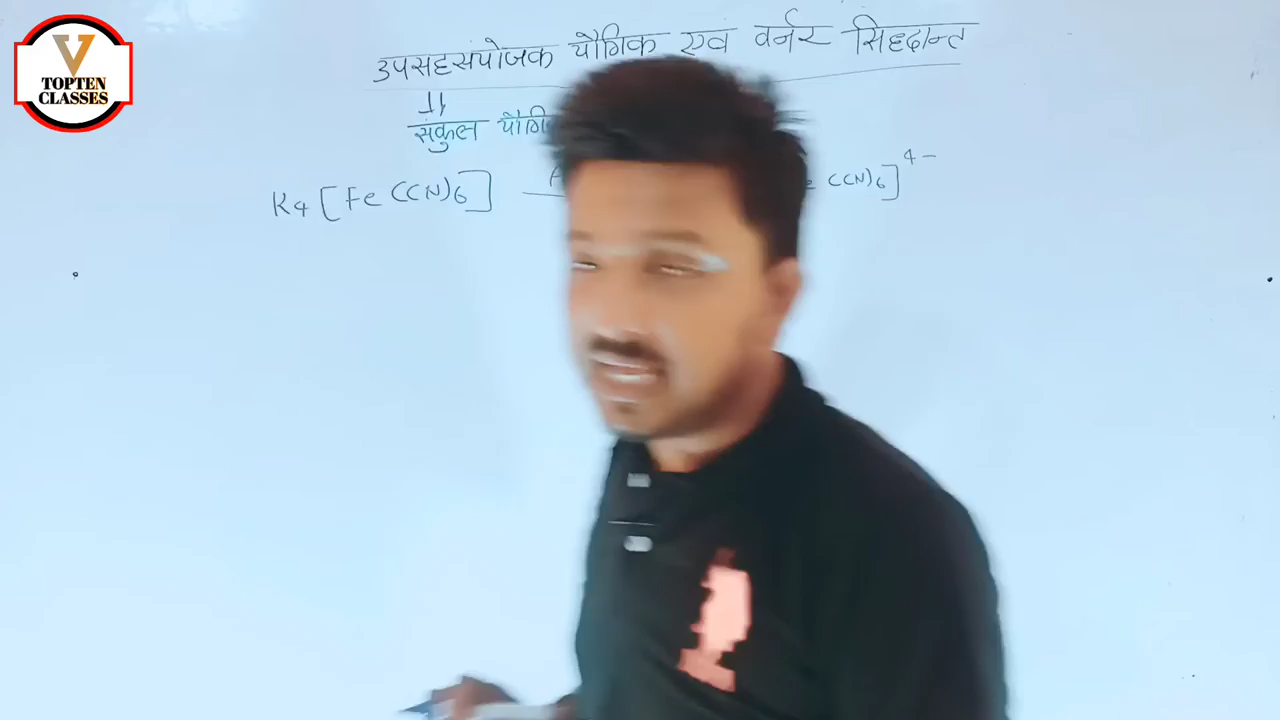 V
TOPTEN
CLASSES
उपसहसंयोजक यौगिक एवं वर्नर सिद्धान्त
संकुल
K4[Fe(CN)6] (CN)6]4-